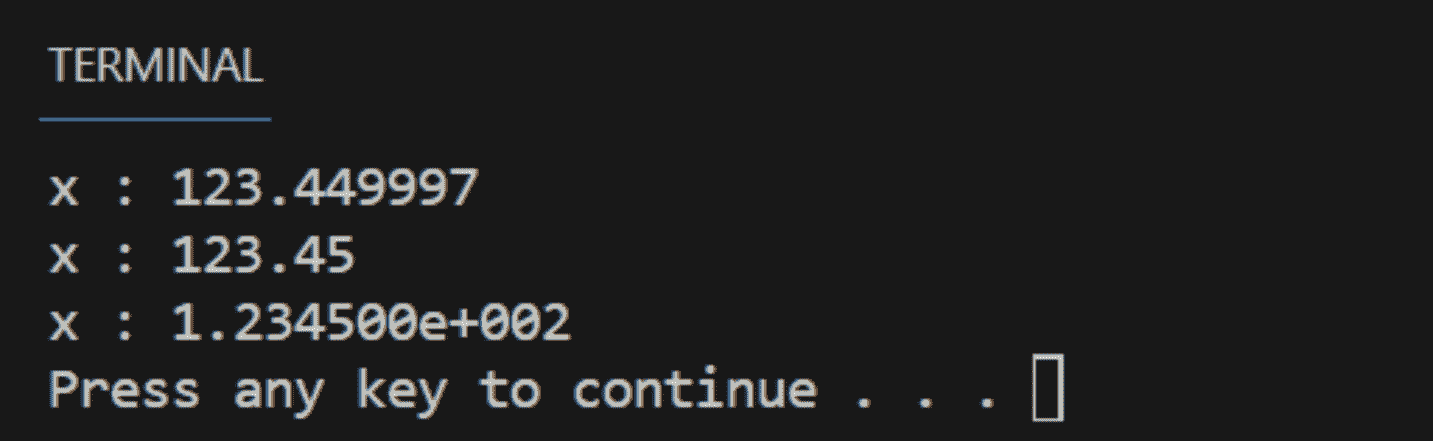 TERMINAL
x : 123.449997
x : 123.45
x : 1.234500e+002
Press any key to continue . . .